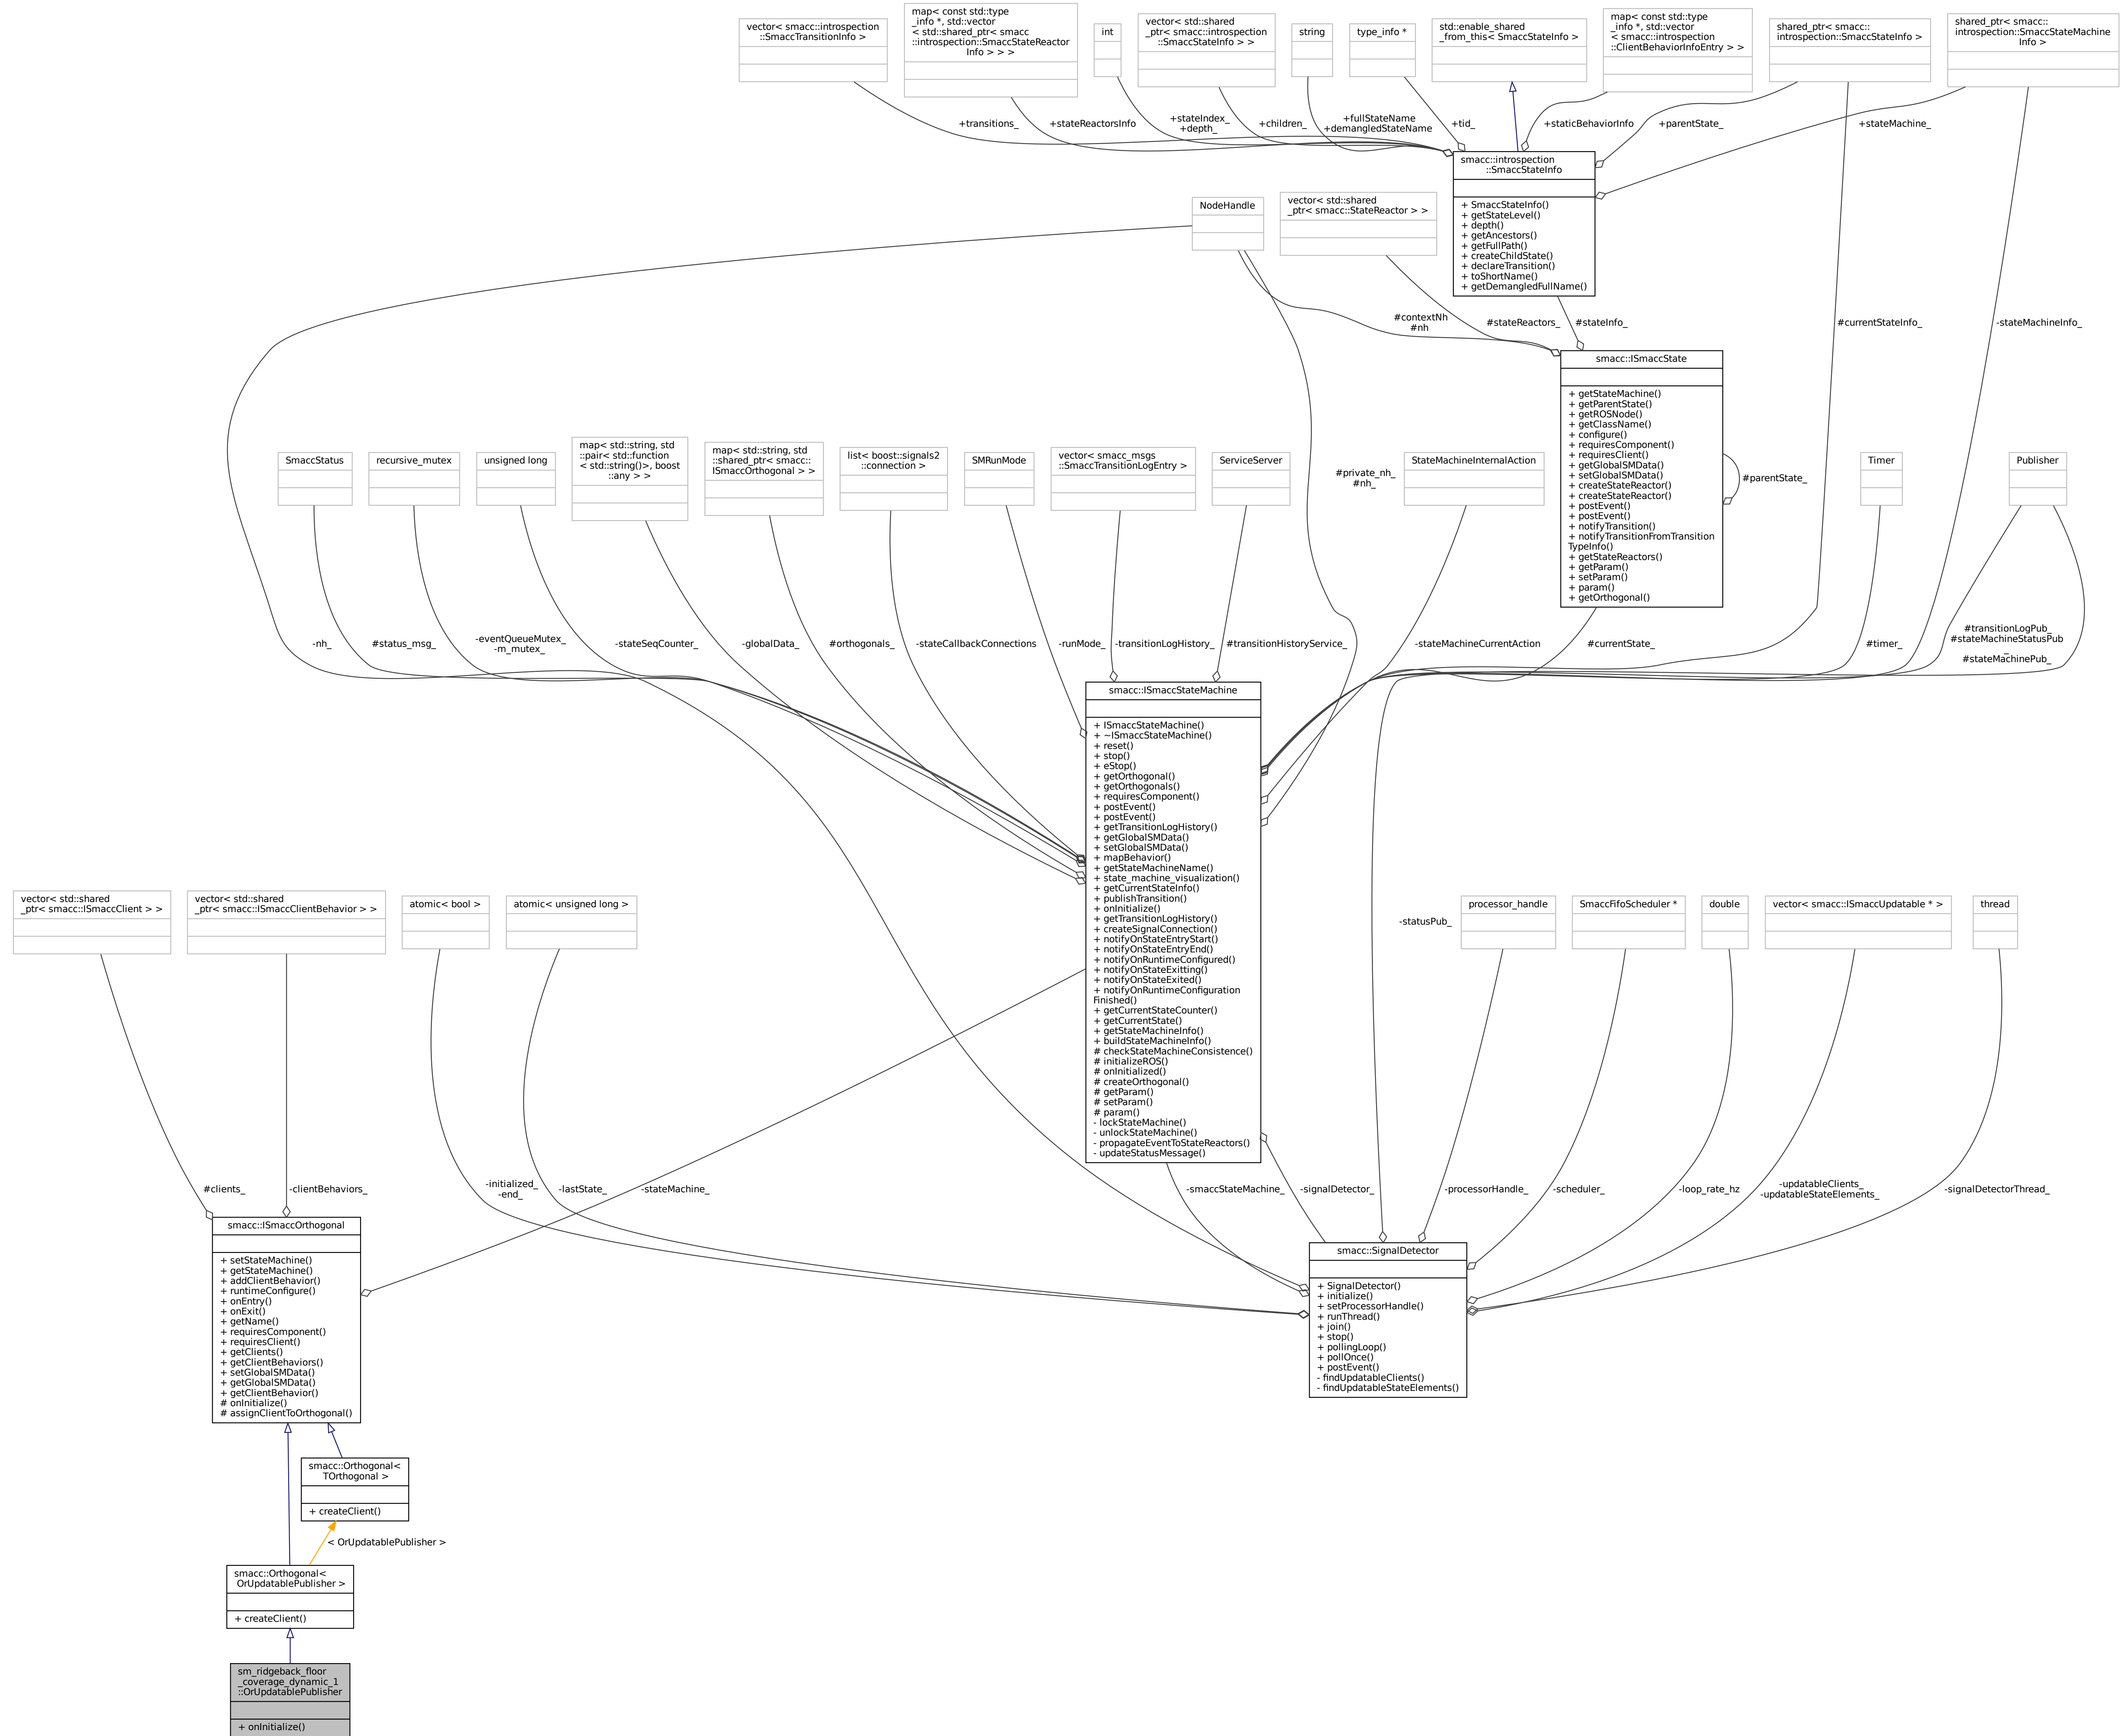 vector< smacc::introspection
::SmaccTransitionInfo >
map< const std::type
_info *, std::vector
< std::shared_ptr< smacc
::introspection::SmaccStateReactor
Info > > >
int
vector< std::shared
_ptr< smacc::introspection
::SmaccStateInfo > >
string
type_info *
std::enable_shared
_from_this< SmaccStateInfo >
map< const std::type
_info *, std::vector
< smacc::introspection
::ClientBehaviorInfoEntry > >
shared_ptr< smacc::
introspection::SmaccStateInfo >
shared_ptr< smacc::
introspection::SmaccStateMachine
Info >
+transitions_
+stateReactorsInfo
+stateIndex_
+depth_
+children_
+fullStateName
+demangledStateName
+tid_
+staticBehaviorInfo
+parentState_
+stateMachine_
smacc::introspection
::SmaccStateInfo
+ SmaccStateInfo()
+ getStateLevel()
+ depth()
+ getAncestors()
+ getFullPath()
+ createChildState()
+ declareTransition()
+ toShortName()
+ getDemangledFullName()
NodeHandle
vector< std::shared
_ptr< smacc::StateReactor > >
#contextNh
#nh
#stateReactors_
#stateInfo_
#currentStateInfo_
-stateMachineInfo_
smacc::ISmaccState
+ getStateMachine()
+ getParentState()
+ getROSNode()
+ getClassName()
+ configure()
+ requiresComponent()
+ requiresClient()
+ getGlobalSMData()
+ setGlobalSMData()
+ createStateReactor()
+ createStateReactor()
+ postEvent()
+ postEvent()
+ notifyTransition()
+ notifyTransitionFromTransition
TypeInfo()
+ getStateReactors()
+ getParam()
+ setParam()
+ param()
+ getOrthogonal()
#parentState_
SmaccStatus
recursive_mutex
unsigned long
map< std::string, std
::pair< std::function
< std::string()>, boost
::any > >
map< std::string, std
::shared_ptr< smacc::
ISmaccOrthogonal > >
list< boost::signals2
::connection >
SMRunMode
vector< smacc_msgs
::SmaccTransitionLogEntry >
ServiceServer
#private_nh_
#nh_
StateMachineInternalAction
Timer
Publisher
-nh_
#status_msg_
-eventQueueMutex_
-m_mutex_
-stateSeqCounter_
-globalData_
#orthogonals_
-stateCallbackConnections
-runMode_
-transitionLogHistory_
#transitionHistoryService_
-stateMachineCurrentAction
#currentState_
#timer_
#transitionLogPub_
#stateMachineStatusPub
_
#stateMachinePub_
smacc::ISmaccStateMachine
+ ISmaccStateMachine()
+ ~ISmaccStateMachine()
+ reset()
+ stop()
+ eStop()
+ getOrthogonal()
+ getOrthogonals()
+ requiresComponent()
+ postEvent()
+ postEvent()
+ getTransitionLogHistory()
+ getGlobalSMData()
+ setGlobalSMData()
+ mapBehavior()
+ getStateMachineName()
+ state_machine_visualization()
+ getCurrentStateInfo()
+ publishTransition()
+ onInitialize()
+ getTransitionLogHistory()
+ createSignalConnection()
+ notifyOnStateEntryStart()
+ notifyOnStateEntryEnd()
+ notifyOnRuntimeConfigured()
+ notifyOnStateExitting()
+ notifyOnStateExited()
+ notifyOnRuntimeConfiguration
Finished()
+ getCurrentStateCounter()
+ getCurrentState()
+ getStateMachineInfo()
+ buildStateMachineInfo()
# checkStateMachineConsistence()
# initializeROS()
# onInitialized()
# createOrthogonal()
# getParam()
# setParam()
# param()
- lockStateMachine()
- unlockStateMachine()
- propagateEventToStateReactors()
- updateStatusMessage()
vector< std::shared
_ptr< smacc::ISmaccClient > >
vector< std::shared
_ptr< smacc::ISmaccClientBehavior > >
atomic< bool >
atomic< unsigned long >
-statusPub_
processor_handle
SmaccFifoScheduler *
double
vector< smacc::ISmaccUpdatable * >
thread
#clients_
-clientBehaviors_
-initialized_
-end_
-lastState_
-stateMachine_
-smaccStateMachine_
-signalDetector_
-processorHandle_
-scheduler_
-loop_rate_hz
-updatableClients_
-updatableStateElements_
-signalDetectorThread_
smacc::ISmaccOrthogonal
+ setStateMachine()
+ getStateMachine()
+ addClientBehavior()
+ runtimeConfigure()
+ onEntry()
+ onExit()
+ getName()
+ requiresComponent()
+ requiresClient()
+ getClients()
+ getClientBehaviors()
+ setGlobalSMData()
+ getGlobalSMData()
+ getClientBehavior()
# onInitialize()
# assignClientToOrthogonal()
smacc::SignalDetector
+ SignalDetector()
+ initialize()
+ setProcessorHandle()
+ runThread()
+ join()
+ stop()
+ pollingLoop()
+ pollOnce()
+ postEvent()
- findUpdatableClients()
- findUpdatableStateElements()
smacc::Orthogonal<
TOrthogonal >
+ createClient()
< OrUpdatablePublisher >
smacc::Orthogonal<
OrUpdatablePublisher >
+ createClient()
sm_ridgeback_floor
_coverage_dynamic_1
::OrUpdatablePublisher
+ onInitialize()